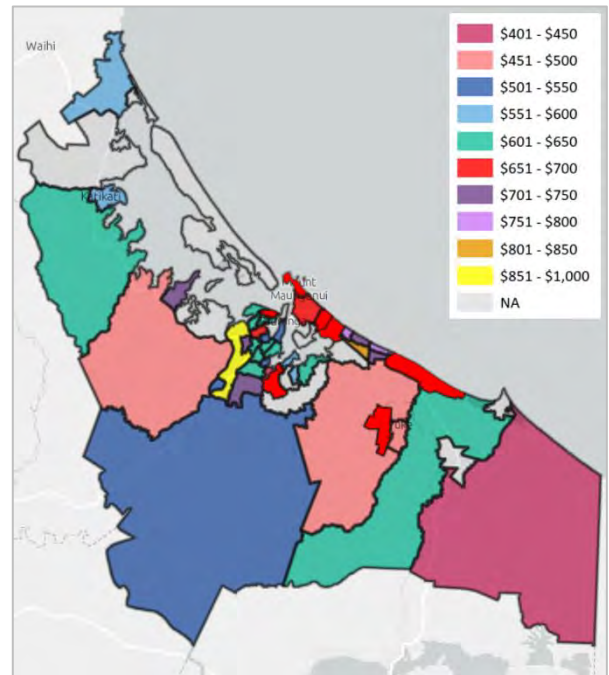 Waihi
$401 - $450
$451 - $500
$501 - $550
$551 - $600
$601 - $650
$651 - $700
$701 - $750
$751 - $800
$801 - $850
$851 - $1,000
NA
Katikati
Mount
Maunganui